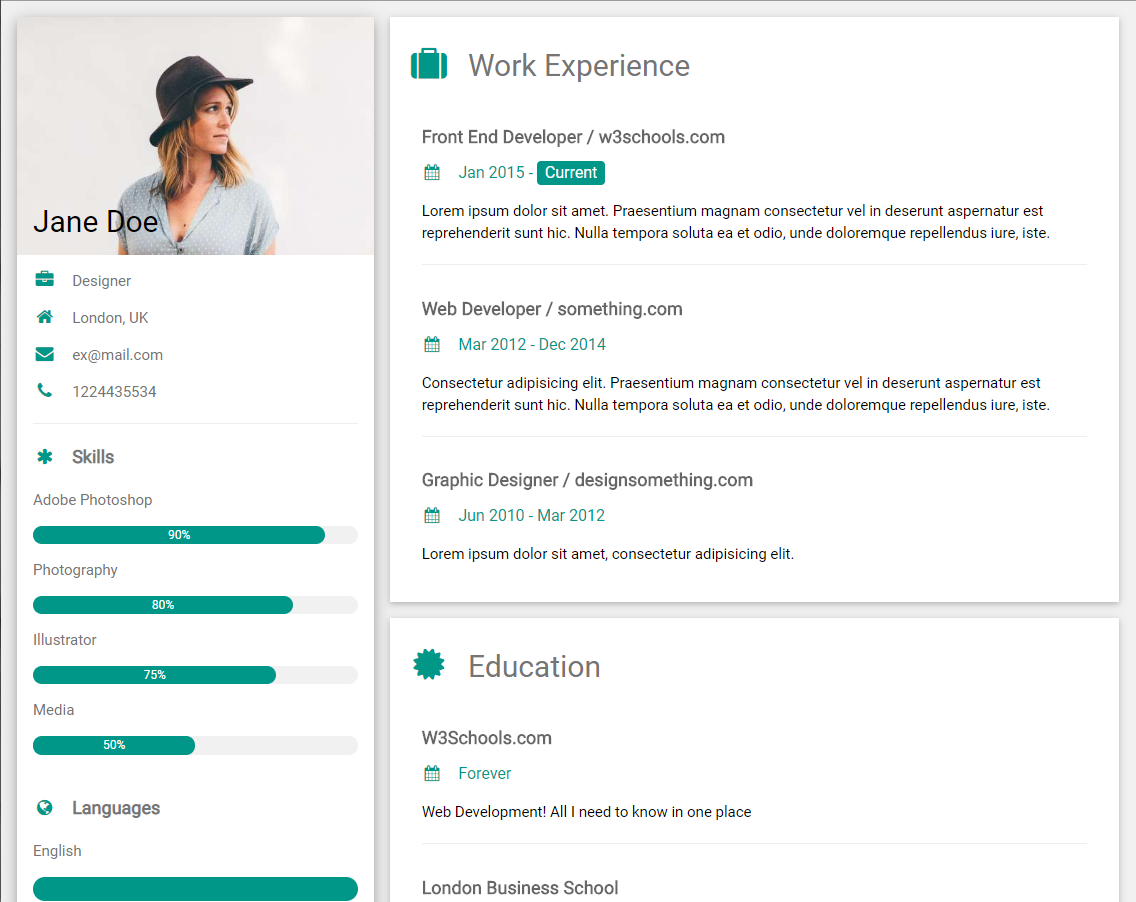 Jane Doe
Designer
London, UK
ex@mail.com
1224435534
Skills
Adobe Photoshop
90%
Photography
80%
Illustrator
75%
Media
50%
Languages
English
Work Experience
Front End Developer / w3schools.com
Jan 2015 - Current
Lorem ipsum dolor sit amet. Praesentium magnam consectetur vel in deserunt aspernatur est
reprehenderit sunt hic. Nulla tempora soluta ea et odio, unde doloremque repellendus iure, iste.
Web Developer / something.com
Mar 2012 - Dec 2014
Consectetur adipisicing elit. Praesentium magnam consectetur vel in deserunt aspernatur est
reprehenderit sunt hic. Nulla tempora soluta ea et odio, unde doloremque repellendus iure, iste.
Graphic Designer / designsomething.com
Jun 2010 - Mar 2012
Lorem ipsum dolor sit amet, consectetur adipisicing elit.
Education
W3Schools.com
Forever
Web Development! All I need to know in one place
London Business School